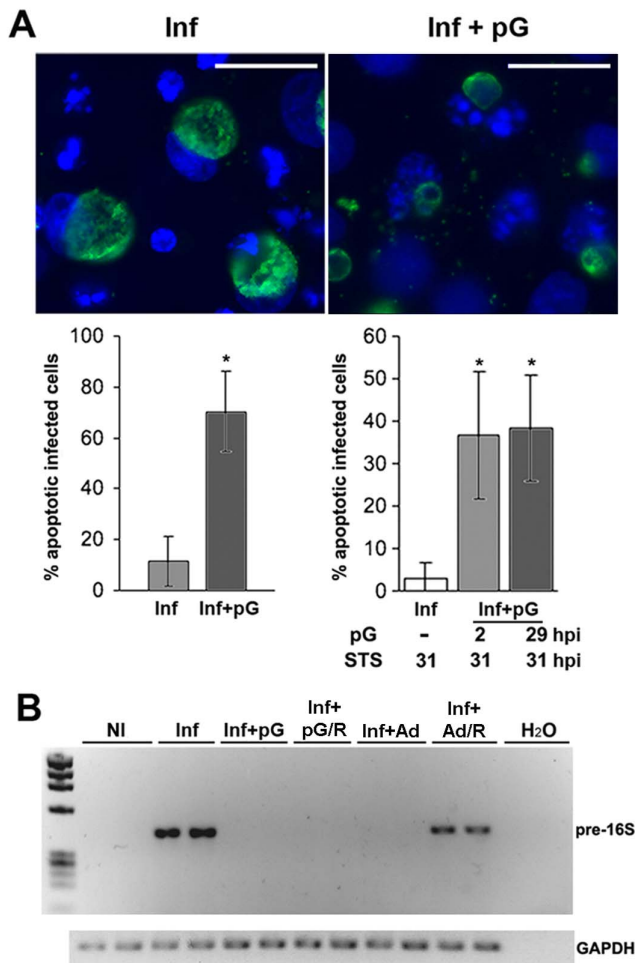 A
Inf
Inf + pG
% apoptotic infected cells
100
80
60
40
20
0
Inf
Inf+pG
*
% apoptotic infected cells
60
50
40
30
20
10
0
*
*
Inf
Inf+pG
pG - 2 29 hpi
STS 31 31 31 hpi
B
NI
Inf
Inf+pG
Inf+
pG/R
Inf+Ad
Inf+
Ad/R
H₂O
pre-16S
GAPDH